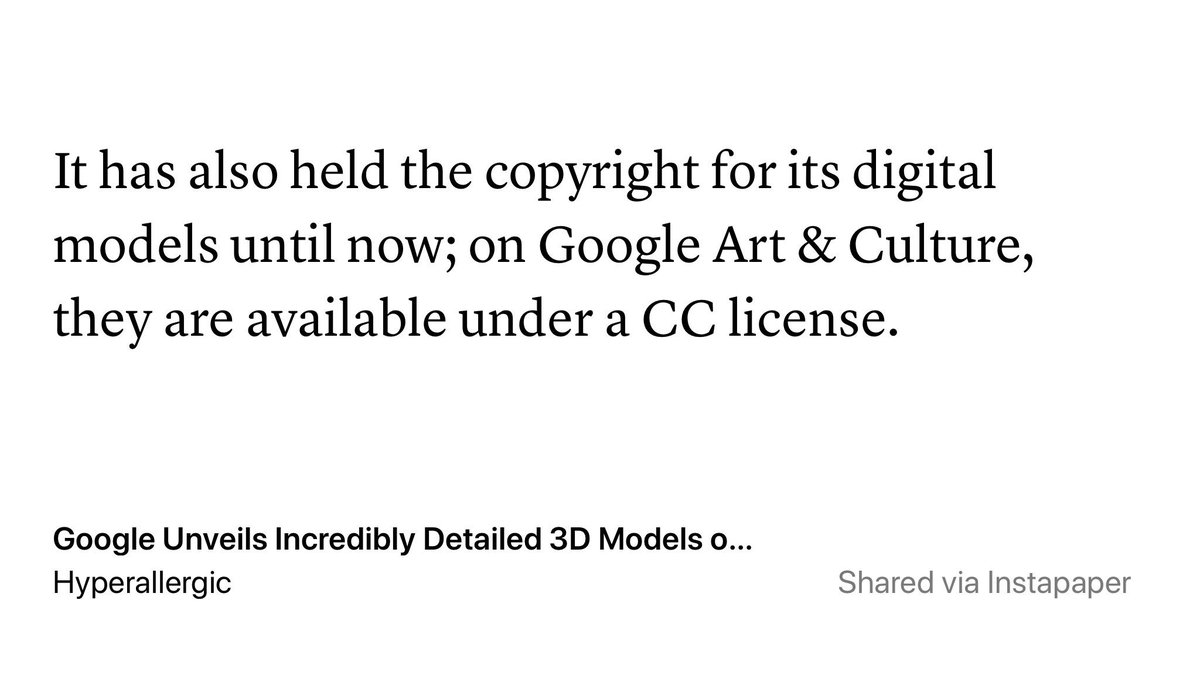 It has also held the copyright for its digital
models until now; on Google Art & Culture,
they are available under a CC license.
Google Unveils Incredibly Detailed 3D Models o...
Hyperallergic
Shared via Instapaper